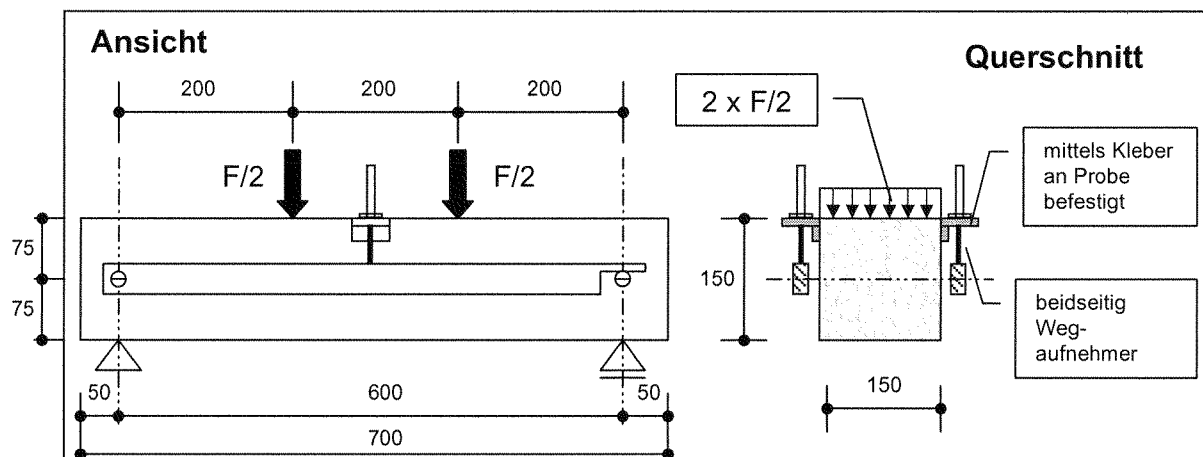 Ansicht
Querschnitt
200
200
200
2 x F/2
F/2
F/2
mittels Kleber
an Probe
befestigt
75
75
150
beidseitig
Weg-
aufnehmer
50
600
50
150
700